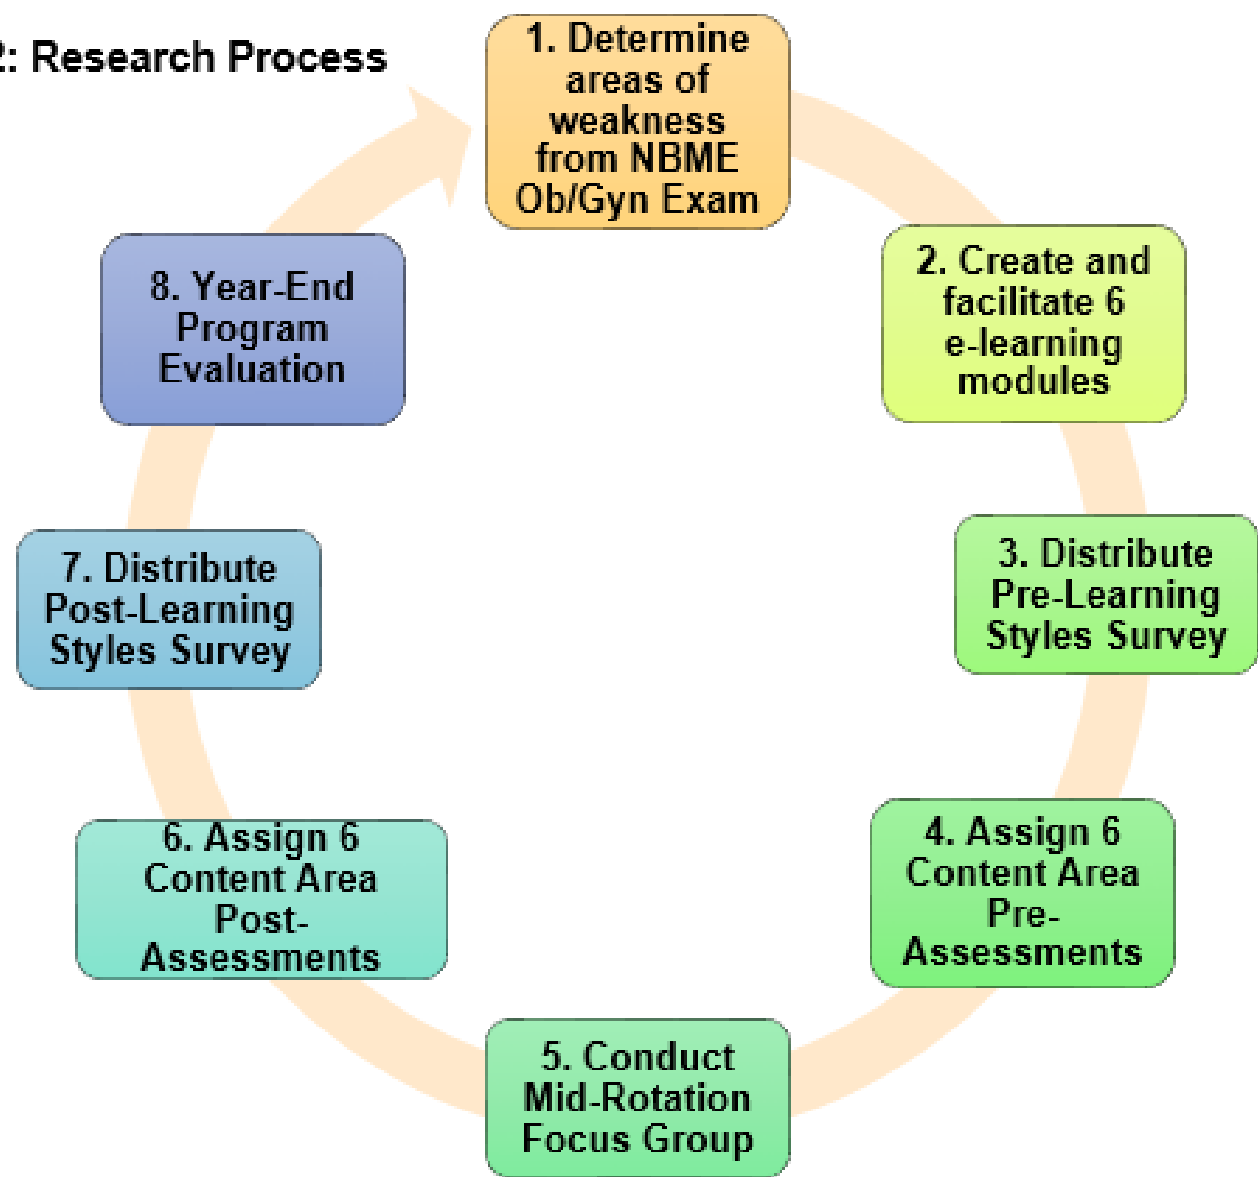 2: Research Process
1. Determine
areas of
weakness
from NBME
Ob/Gyn Exam
2. Create and
facilitate 6
e-learning
modules
3. Distribute
Pre-Learning
Styles Survey
4. Assign 6
Content Area
Pre-
Assessments
5. Conduct
Mid-Rotation
Focus Group
6. Assign 6
Content Area
Post-
Assessments
7. Distribute
Post-Learning
Styles Survey
8. Year-End
Program
Evaluation